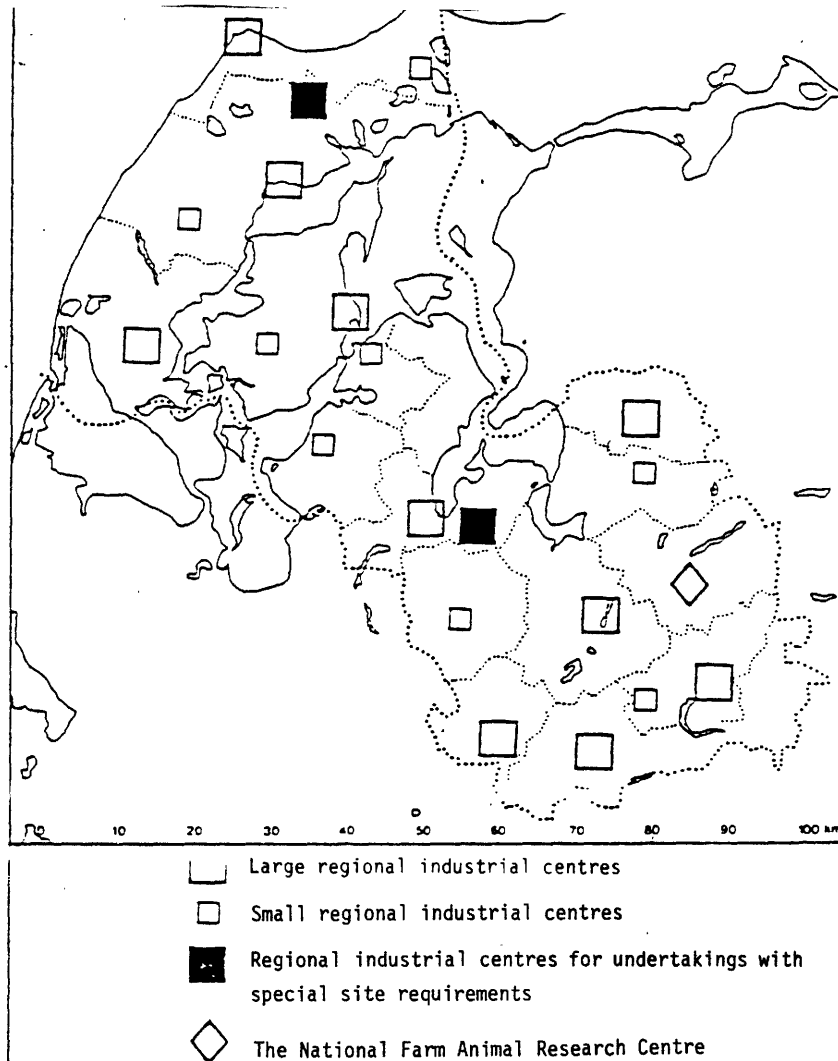 10 20 30 40 50 60 70 80 90 100 km
Large regional industrial centres
Small regional industrial centres
Regional industrial centres for undertakings with
special site requirements
The National Farm Animal Research Centre